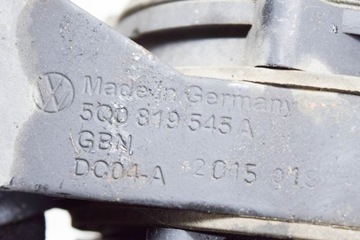 Made in Germany
5Q0 819 545 A
GBN
DC04-A 2015